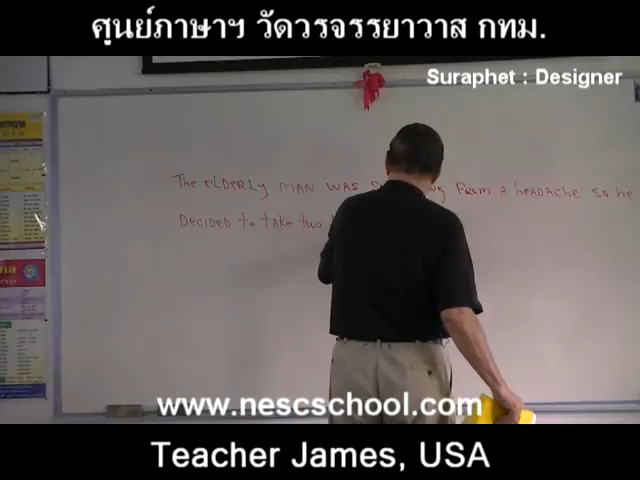 ศูนย์ภาษาฯ วัดวรจรรยาวาส กทม.
Suraphet : Designer
The ELDERLY MAN WAS FROM A hEADAChE So hE
DECIDED to tAkE two
www.nescschool.com
Teacher James, USA